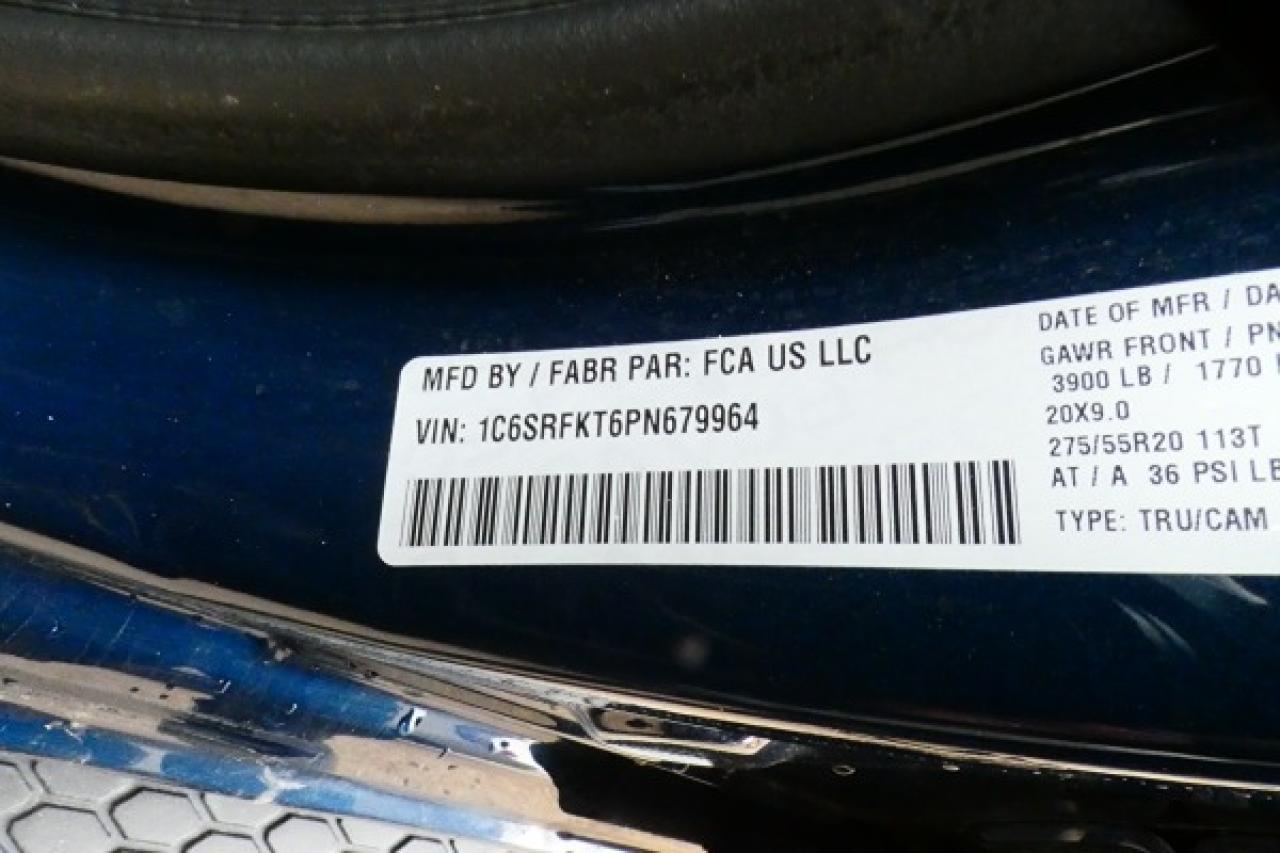 MFD BY / FABR PAR: FCA US LLC
VIN: 1C6SRFKT6PN679964
DATE OF MFR / DA
GAWR FRONT / PN
3900 LB / 1770
20X9.0
275/55R20 113T
AT / A 36 PSI LB
TYPE: TRU/CAM